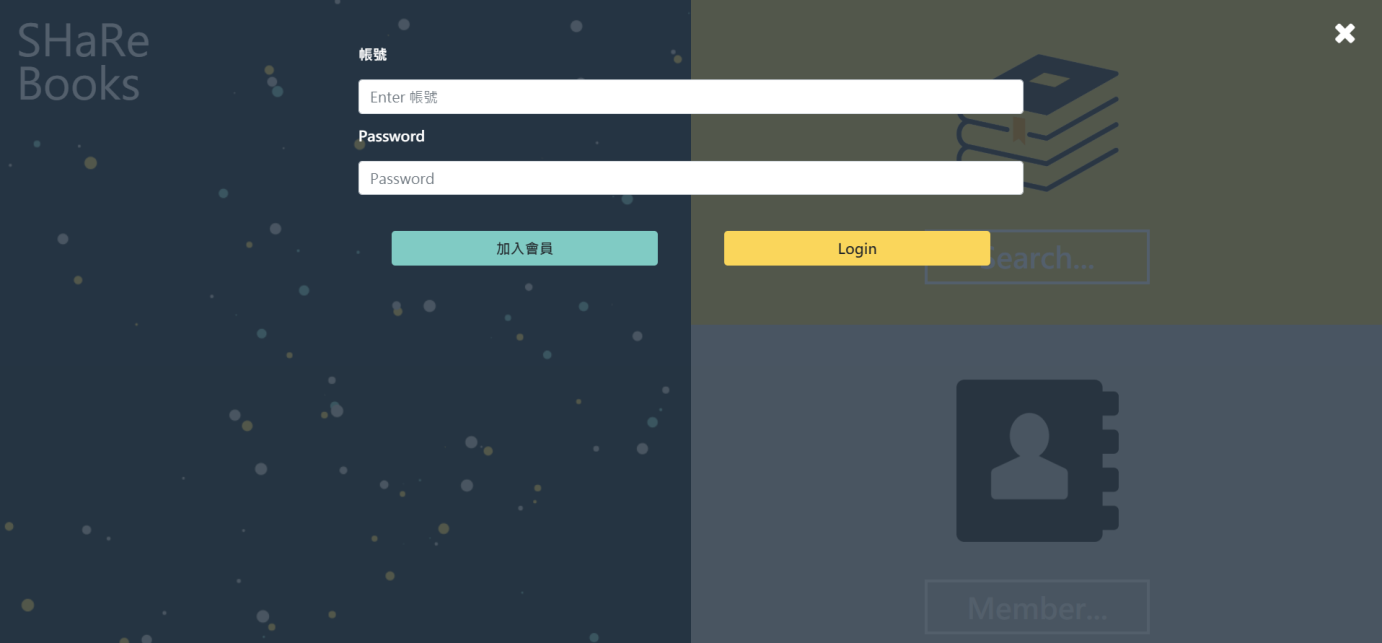 SHaRe
Books
帳號
Enter 帳號
Password
Password
加入會員
Login
Search...
Member...